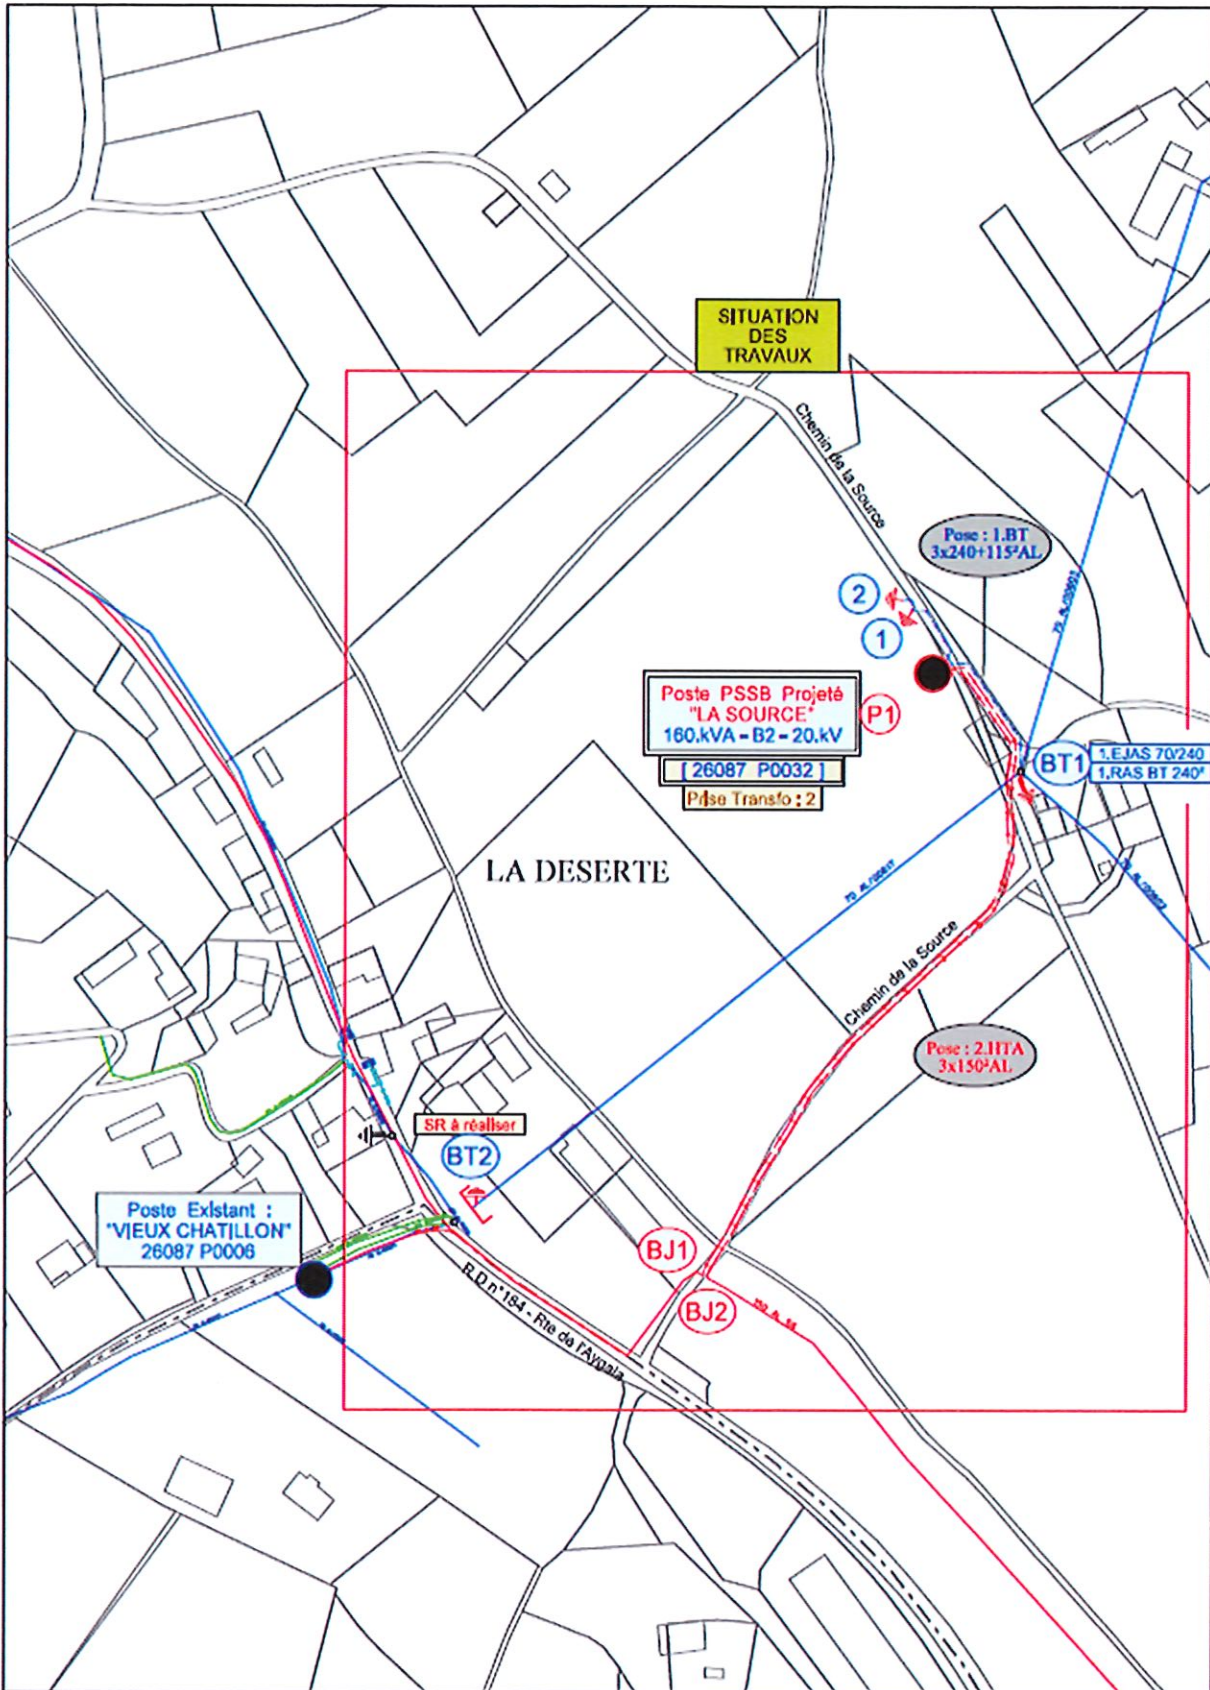 SITUATION
DES
TRAVAUX
Chemin de la Source
Pose : 1.BT
3x240+115²AL
2
1
Poste PSSB Projeté
"LA SOURCE"
160.kVA - B2 - 20.kV
P1
[ 26087 P0032 ]
Prise Transfo : 2
BT1
1.EJAS 70/240
1.RAS BT 240²
LA DESERTE
Chemin de la Source
Pose : 2.HTA
3x150²AL
SR à réaliser
BT2
Poste Existant :
"VIEUX CHATILLON"
26087 P0006
BJ1
BJ2
R.D n°184 - Rte de l'Aygala